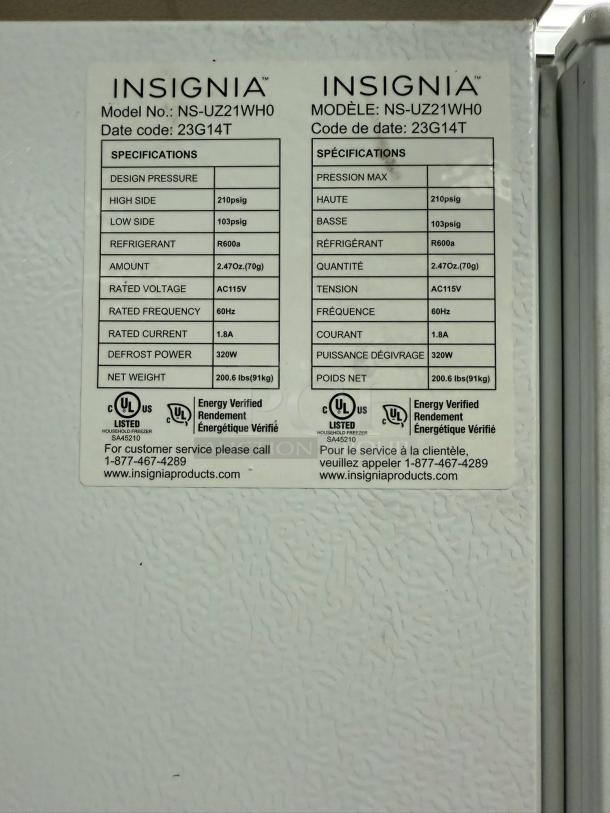 INSIGNIA™
Model No.: NS-UZ21WH0
Date code: 23G14T
SPECIFICATIONS
DESIGN PRESSURE
HIGH SIDE 210psig
LOW SIDE 103psig
REFRIGERANT R600a
AMOUNT 2.47Oz.(70g)
RATED VOLTAGE AC115V
RATED FREQUENCY 60Hz
RATED CURRENT 1.8A
DEFROST POWER 320W
NET WEIGHT 200.6 lbs(91kg)
C UL US
LISTED
HOUSEHOLD FREEZER
SA45210
C UL
Energy Verified
Rendement
Énergétique Vérifié
For customer service please call
1-877-467-4289
www.insigniaproducts.com
INSIGNIA™
MODÈLE: NS-UZ21WH0
Code de date: 23G14T
SPÉCIFICATIONS
PRESSION MAX
HAUTE 210psig
BASSE 103psig
RÉFRIGÉRANT R600a
QUANTITÉ 2.47Oz.(70g)
TENSION AC115V
FRÉQUENCE 60Hz
COURANT 1.8A
PUISSANCE DÉGIVRAGE 320W
POIDS NET 200.6 lbs(91kg)
C UL US
LISTED
HOUSEHOLD FREEZER
SA45210
C UL
Energy Verified
Rendement
Énergétique Vérifié
Pour le service à la clientèle,
veuillez appeler 1-877-467-4289
www.insigniaproducts.com